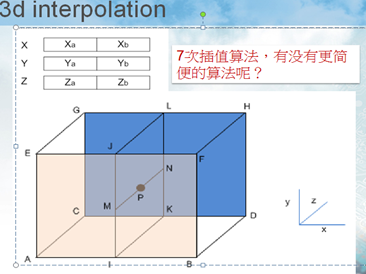 3d interpolation
X Xa Xb
Y Ya Yb
Z Za Zb
7次插值算法，有没有更简
便的算法呢？
G L H
E J F
N
P
M
C K D
A I B
y z
x